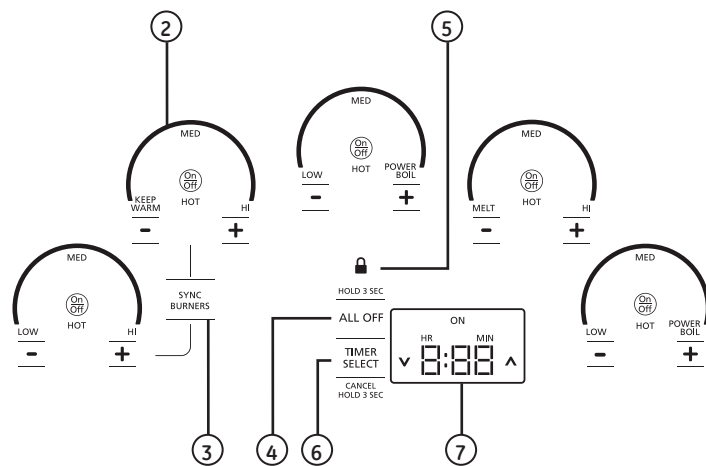 2
5
MED
On
Off
HOT
KEEP
WARM
HI
-
+
MED
On
Off
HOT
LOW
POWER
BOIL
-
+
MED
On
Off
HOT
MELT
HI
-
+
MED
On
Off
HOT
LOW
HI
-
+
SYNC
BURNERS
HOLD 3 SEC
ALL OFF
TIMER
SELECT
CANCEL
HOLD 3 SEC
ON
HR
MIN
8:88
MED
On
Off
HOT
LOW
POWER
BOIL
-
+
3
4
6
7